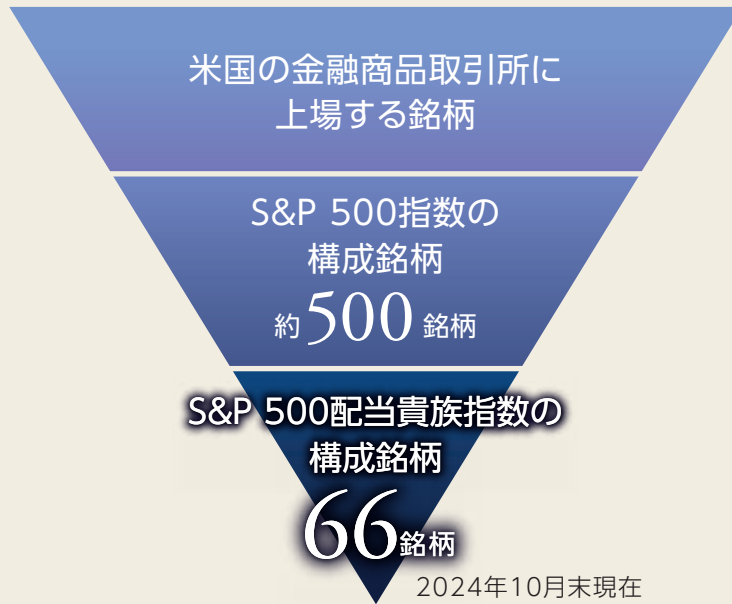 米国の金融商品取引所に
上場する銘柄
S&P 500指数の
構成銘柄
約500銘柄
S&P 500配当貴族指数の
構成銘柄
66銘柄
2024年10月末現在